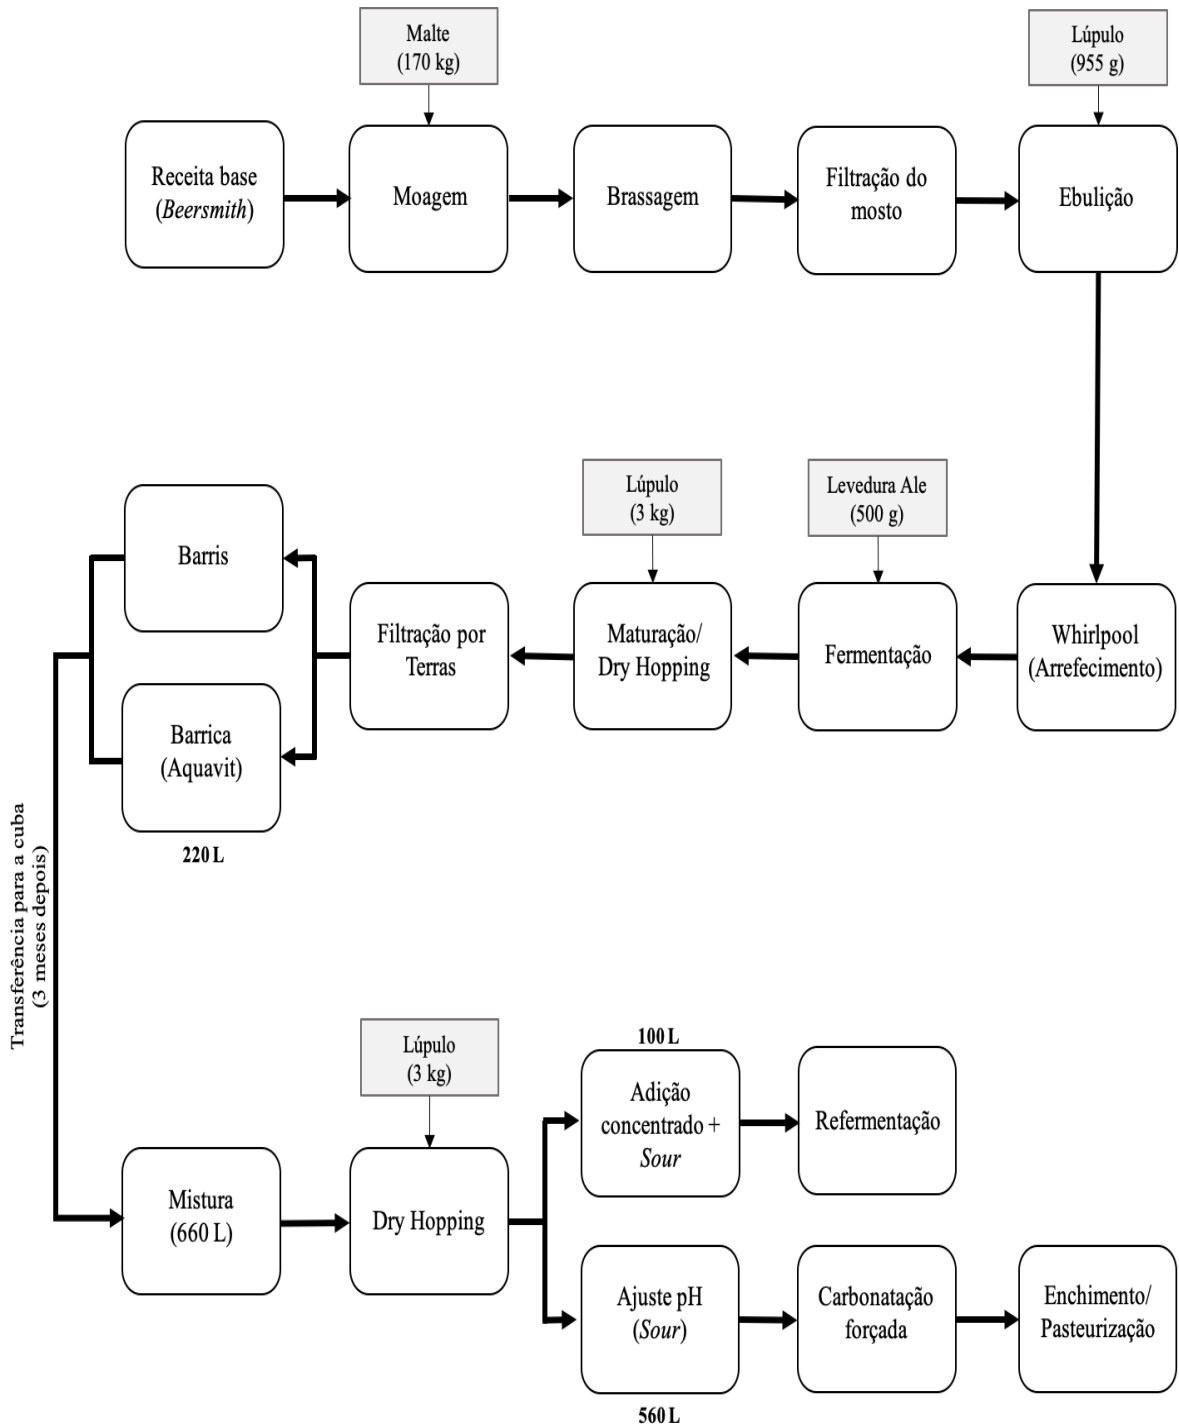 Malte
(170 kg)
Lúpulo
(955 g)
Receita base
(Beersmith)
Moagem
Brassagem
Filtração do
mosto
Ebulição
Lúpulo
(3 kg)
Levedura Ale
(500 g)
Barris
Filtração por
Terras
Maturação/
Dry Hopping
Fermentação
Whirlpool
(Arrefecimento)
Barrica
(Aquavit)
220 L
Transferência para a cuba
(3 meses depois)
Lúpulo
(3 kg)
100 L
Adição
concentrado +
Sour
Refermentação
Mistura
(660 L)
Dry Hopping
Ajuste pH
(Sour)
Carbonatação
forçada
Enchimento/
Pasteurização
560 L